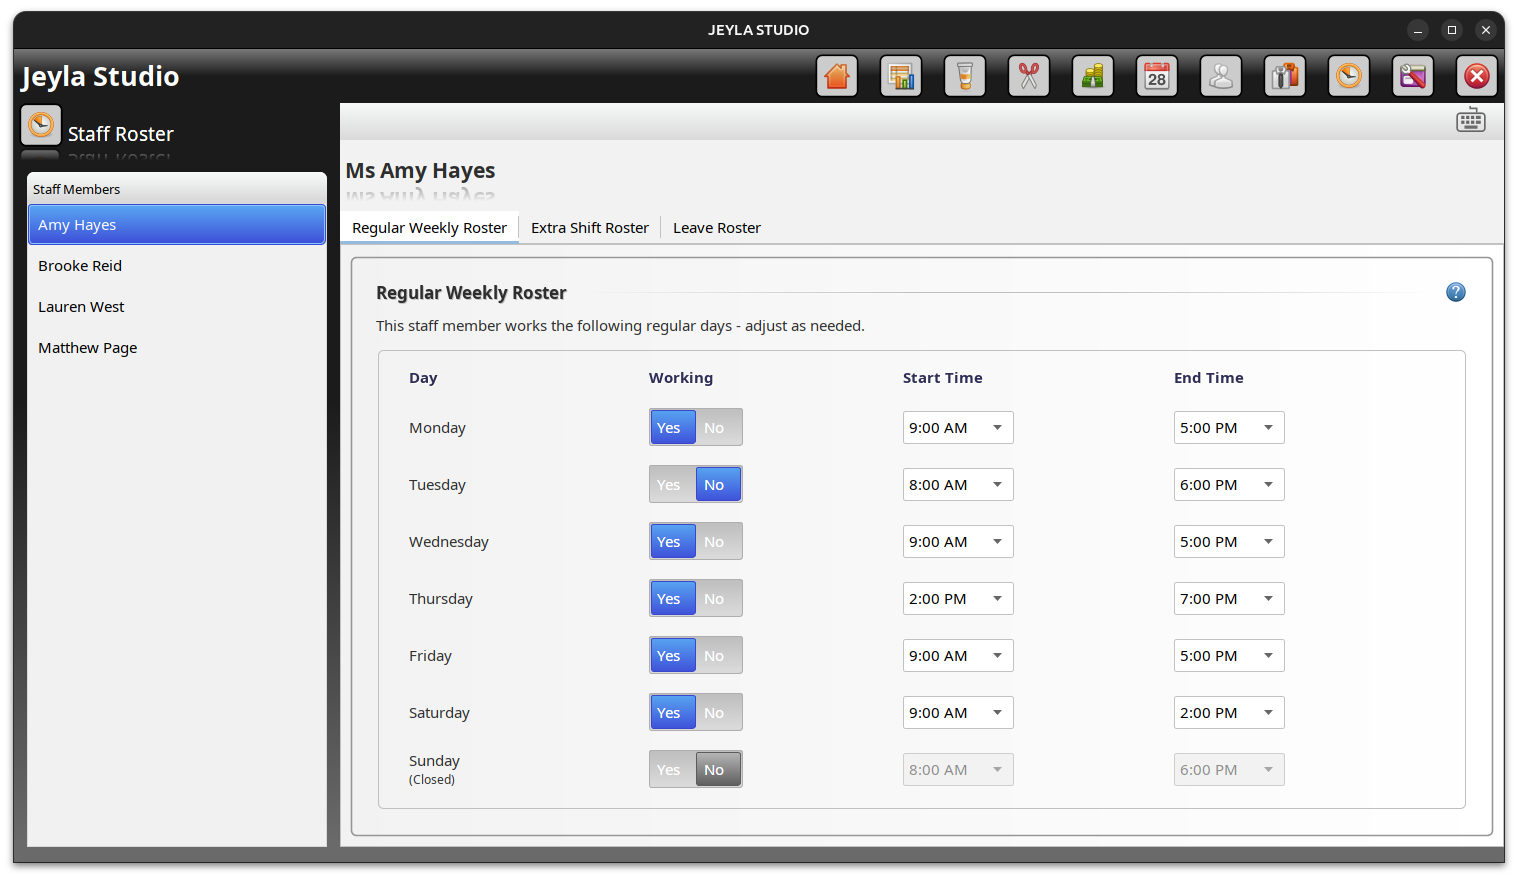 JEYLA STUDIO
Jeyla Studio
28
Staff Roster
Staff Members
Amy Hayes
Brooke Reid
Lauren West
Matthew Page
Ms Amy Hayes
Regular Weekly Roster Extra Shift Roster Leave Roster
Regular Weekly Roster ?
This staff member works the following regular days - adjust as needed.
Day Working Start Time End Time
Monday Yes No 9:00 AM 5:00 PM
Tuesday Yes No 8:00 AM 6:00 PM
Wednesday Yes No 9:00 AM 5:00 PM
Thursday Yes No 2:00 PM 7:00 PM
Friday Yes No 9:00 AM 5:00 PM
Saturday Yes No 9:00 AM 2:00 PM
Sunday Yes No 8:00 AM 6:00 PM
(Closed)